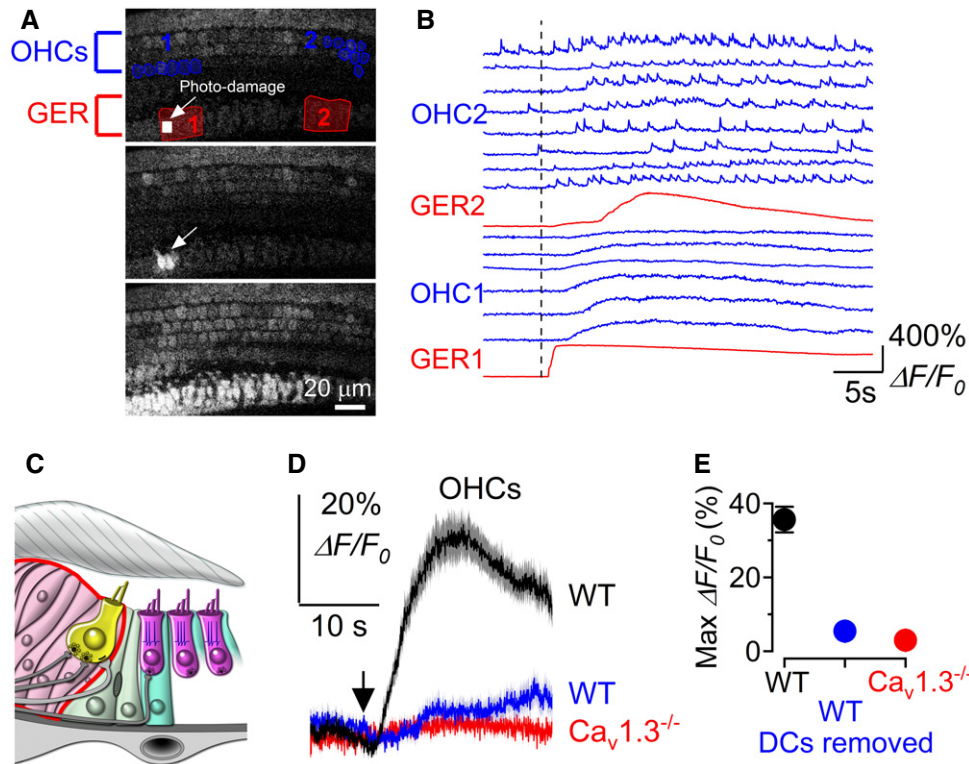 A
OHCs
GER
1
2
Photo-damage
1
2
20 μm
B
OHC2
GER2
OHC1
GER1
400%
ΔF/F0
5s
C
D
20%
ΔF/F0
10 s
OHCs
WT
WT
Cav1.3-/-
E
Max ΔF/F0 (%)
40
20
0
WT
Cav1.3-/-
WT
DCs removed